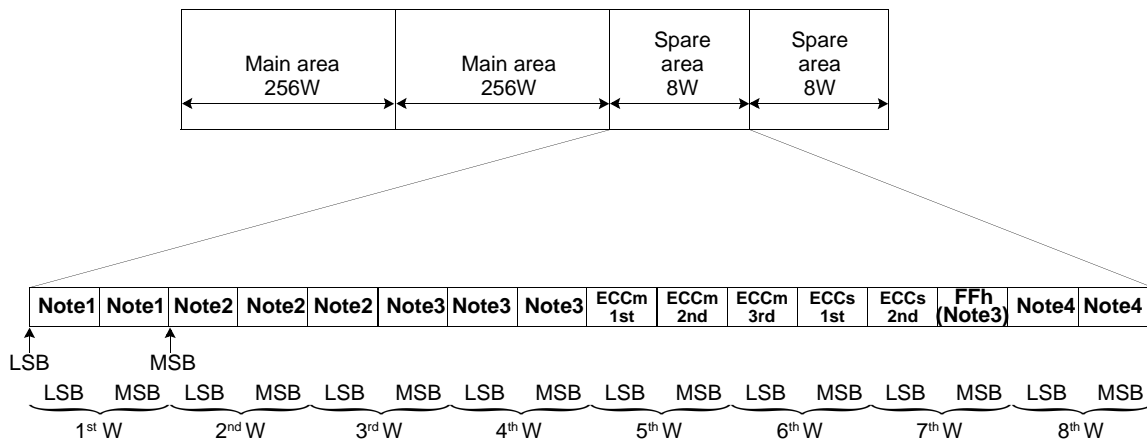 Main area
256W
Main area
256W
Spare
area
8W
Spare
area
8W
Note1 Note1 Note2 Note2 Note2 Note3 Note3 Note3 ECCm 1st ECCm 2nd ECCm 3rd ECCs 1st ECCs 2nd FFh (Note3) Note4 Note4
LSB MSB
LSB MSB LSB MSB LSB MSB LSB MSB LSB MSB LSB MSB LSB MSB LSB MSB
1st W 2nd W 3rd W 4th W 5th W 6th W 7th W 8th W